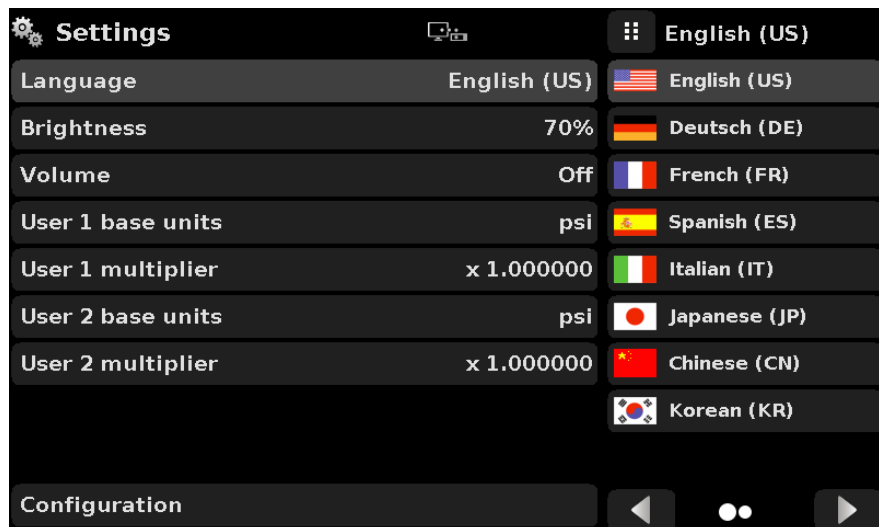 Settings
English (US)
Language English (US)
Brightness 70%
Volume Off
User 1 base units psi
User 1 multiplier x 1.000000
User 2 base units psi
User 2 multiplier x 1.000000
Configuration
English (US)
Deutsch (DE)
French (FR)
Spanish (ES)
Italian (IT)
Japanese (JP)
Chinese (CN)
Korean (KR)